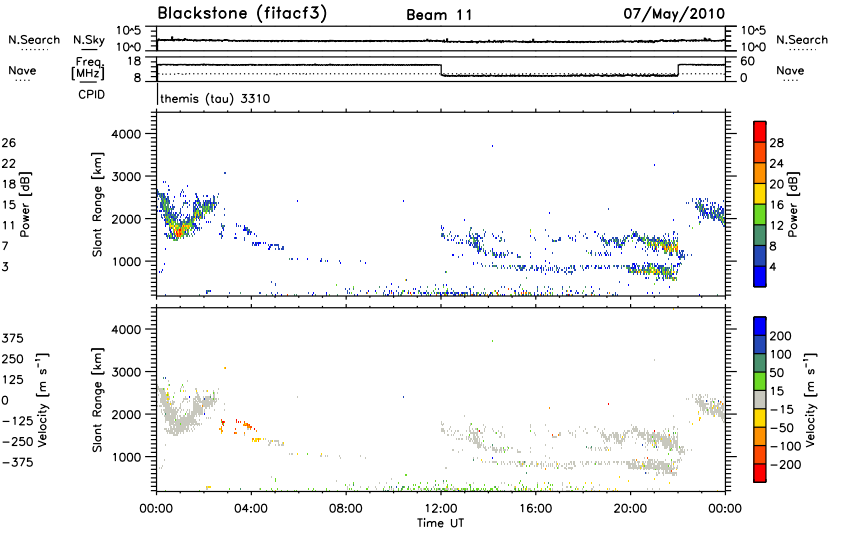 Blackstone (fitacf3) Beam 11 07/May/2010
N.Search N.Sky 10^5 10^0 10^5 10^0 N.Search
Nave Freq. [MHz] 18 8 60 0 Nave
CPID themis (tau) 3310
26 22 18 15 11 7 3
Power [dB]
Slant Range [km]
4000 3000 2000 1000
28 24 20 16 12 8 4
Power [dB]
375 250 125 0 −125 −250 −375
Velocity [m s⁻¹]
Slant Range [km]
4000 3000 2000 1000
200 100 50 15 −15 −50 −100 −200
Velocity [m s⁻¹]
00:00 04:00 08:00 12:00 16:00 20:00 00:00
Time UT